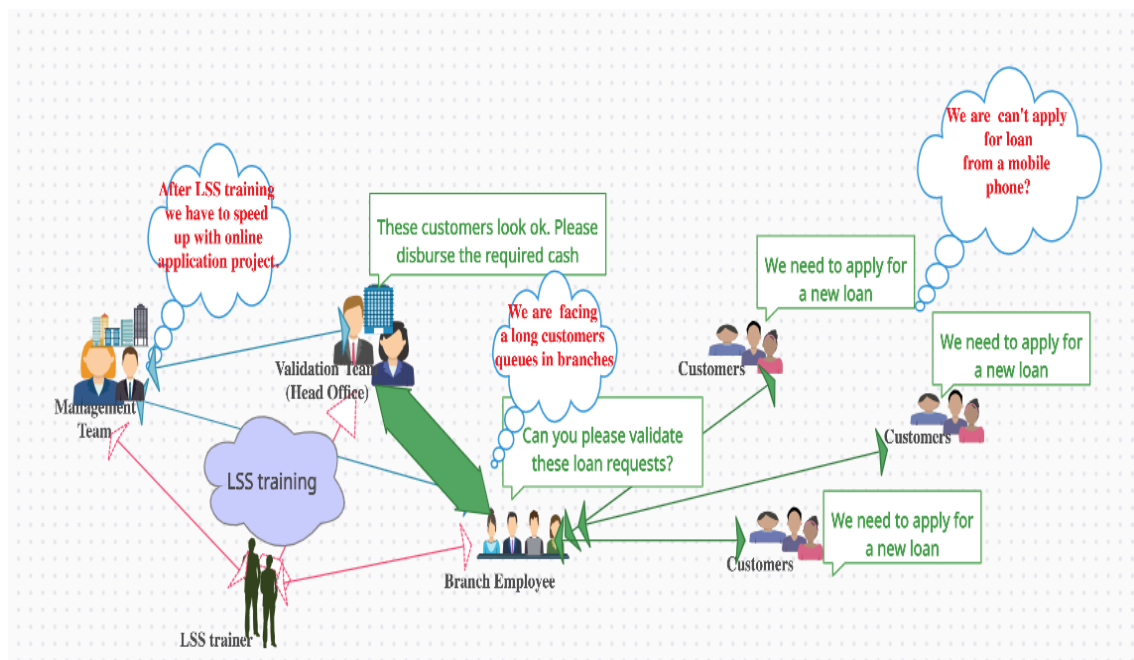 We are  can't apply
for loan
from a mobile
phone?
After LSS training
we have to speed
up with online
application project.
These customers look ok. Please
disburse the required cash
We need to apply for
a new loan
We are  facing
a long customers
queues in branches
We need to apply for
a new loan
Validation Team
(Head Office)
Customers
Management
Team
Can you please validate
these loan requests?
Customers
LSS training
We need to apply for
a new loan
Customers
Branch Employee
LSS trainer